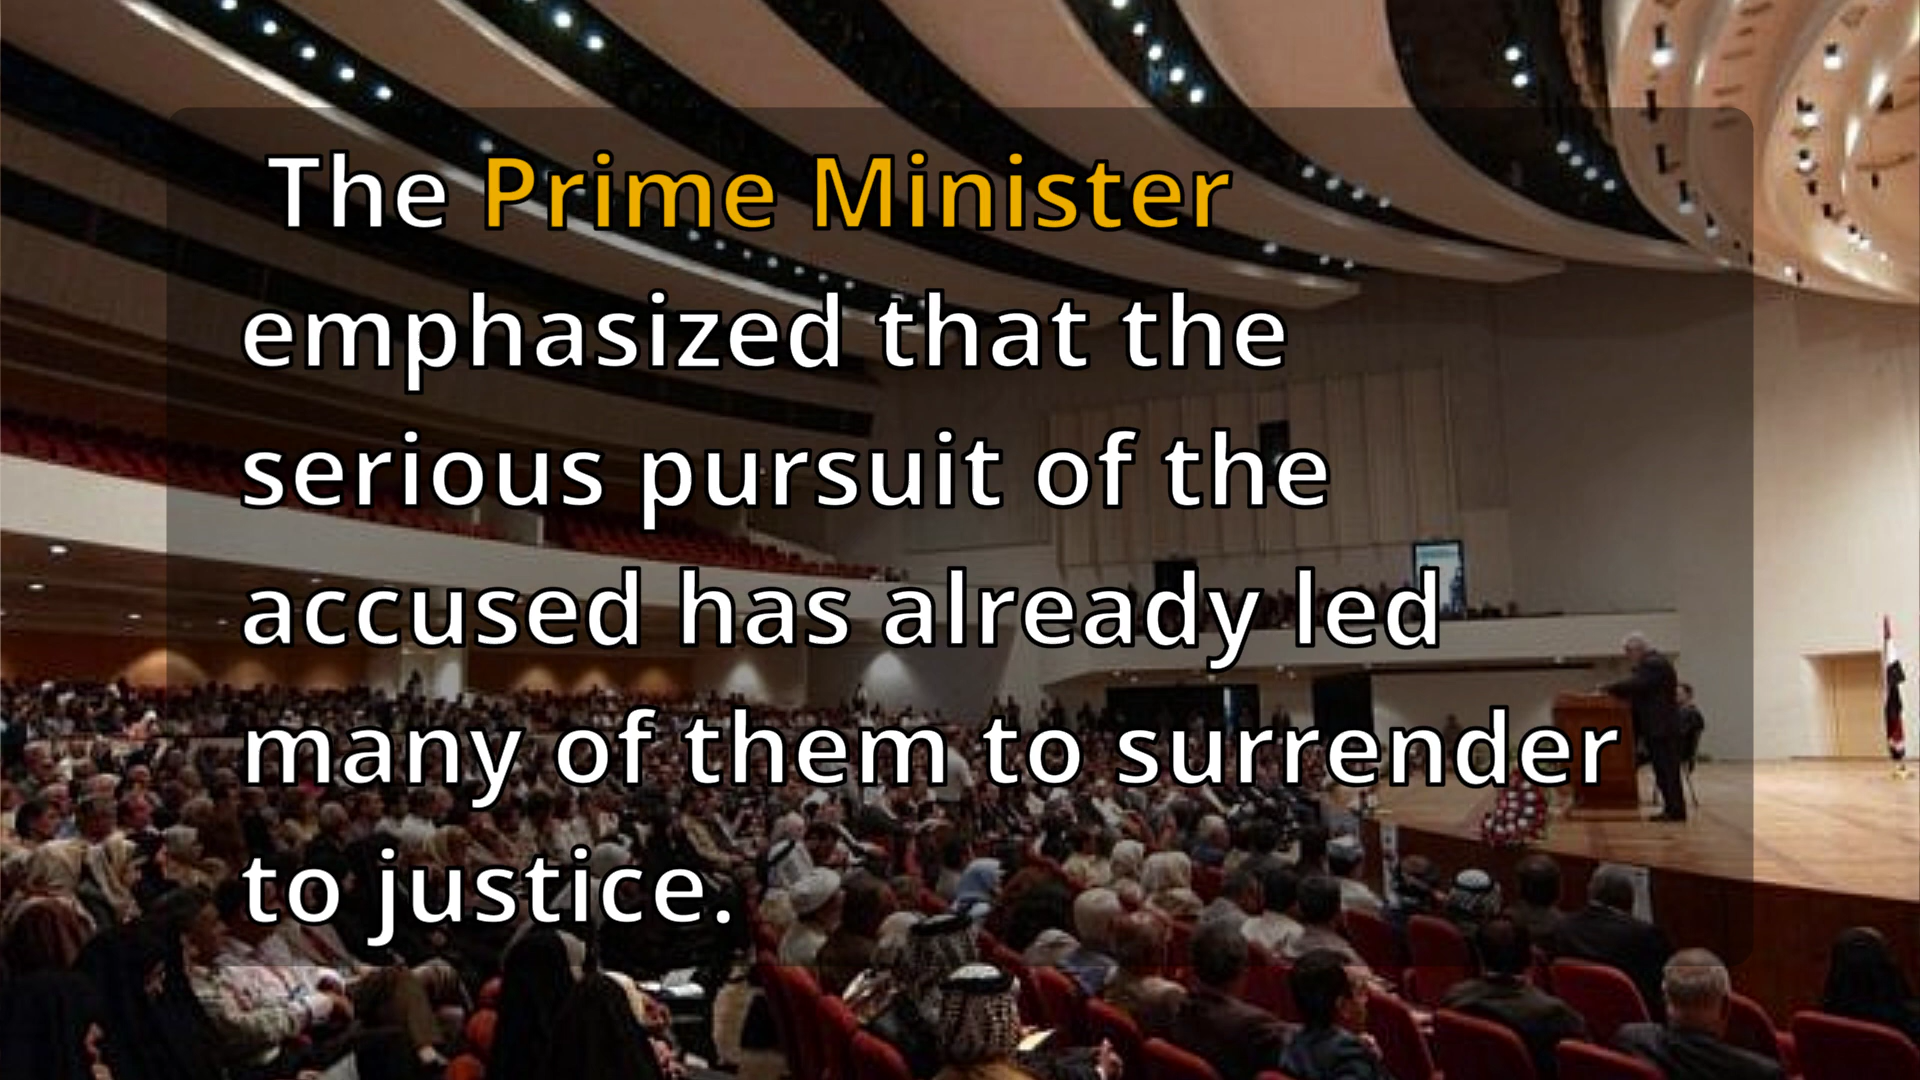 The Prime Minister
emphasized that the
serious pursuit of the
accused has already led
many of them to surrender
to justice.